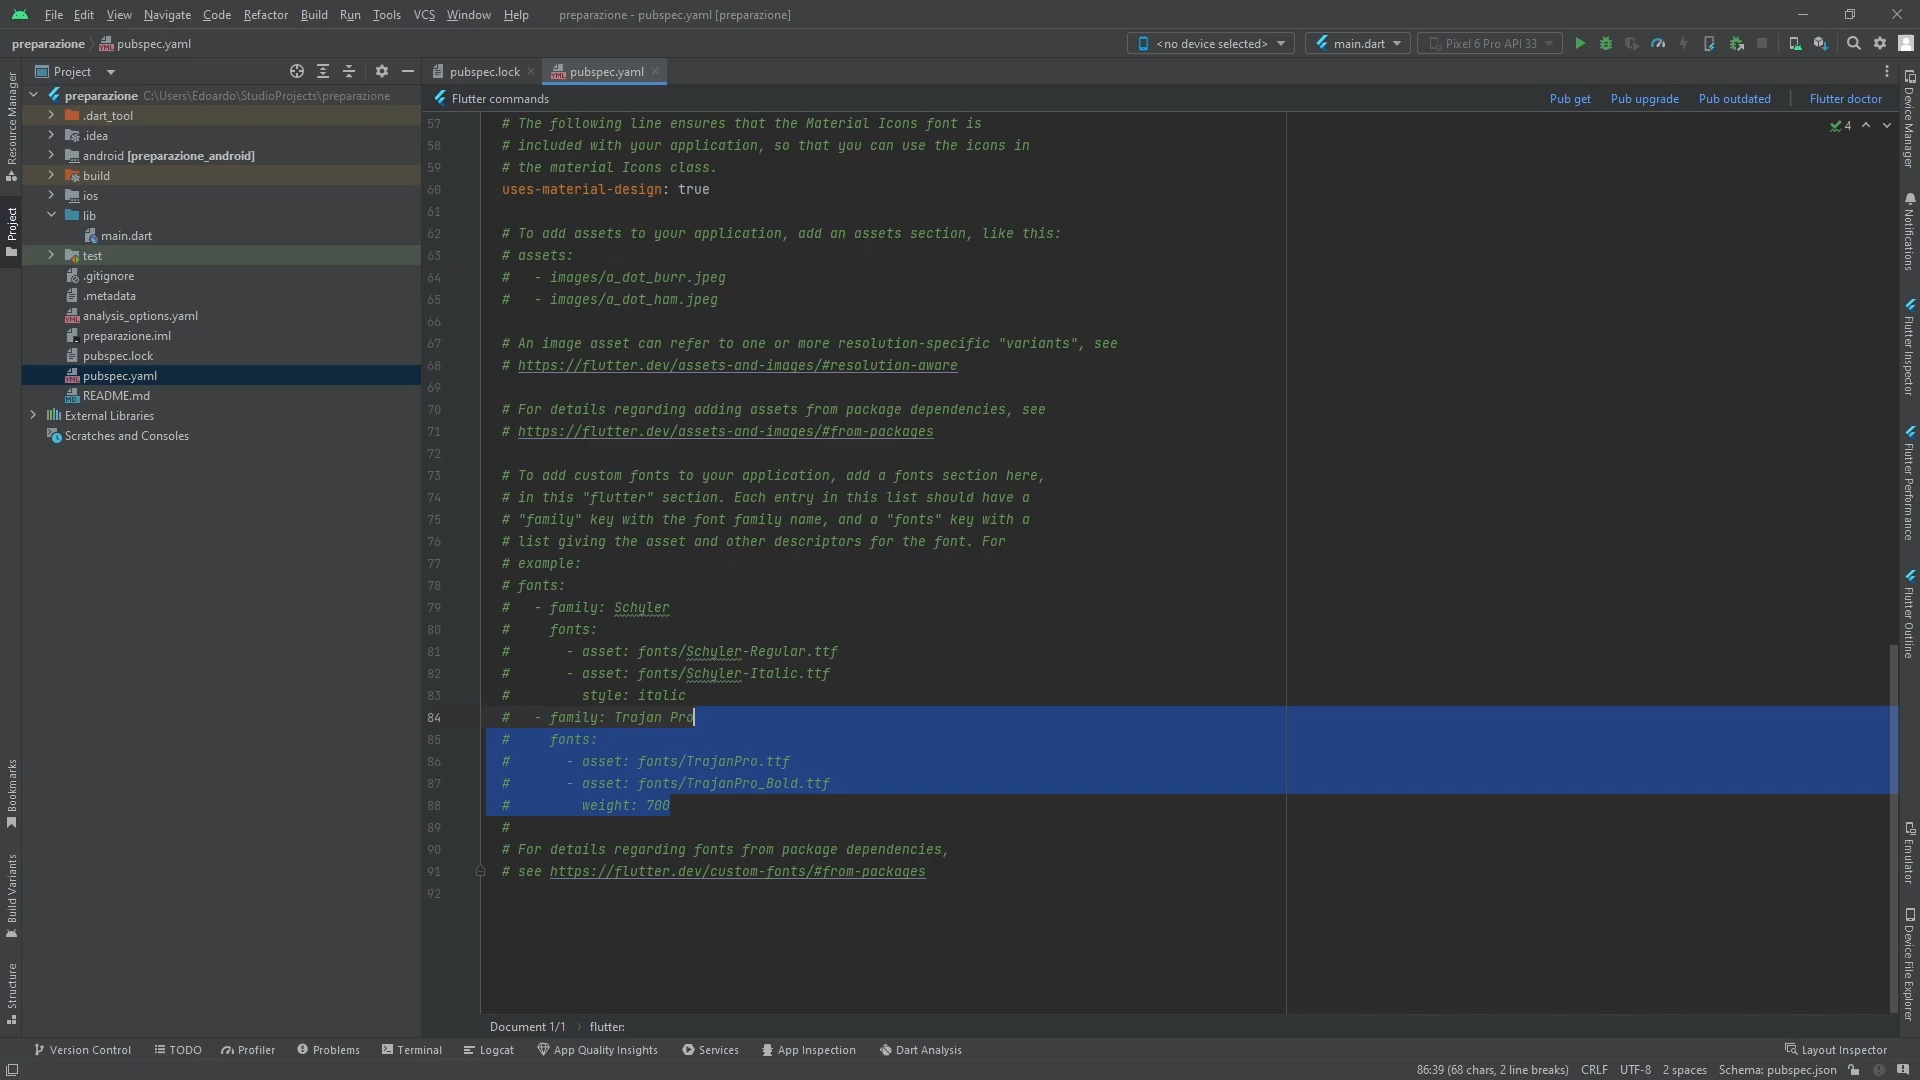 File Edit View Navigate Code Refactor Build Run Tools VCS Window Help preparazione - pubspec.yaml [preparazione]
preparazione pubspec.yaml <no device selected> main.dart Pixel 6 Pro API 33
Project pubspec.lock pubspec.yaml
Flutter commands Pub get Pub upgrade Pub outdated Flutter doctor
preparazione C:\Users\Edoardo\StudioProjects\preparazione
.dart_tool
.idea
android [preparazione_android]
build
ios
lib
main.dart
test
.gitignore
.metadata
analysis_options.yaml
preparazione.iml
pubspec.lock
pubspec.yaml
README.md
External Libraries
Scratches and Consoles
57 # The following line ensures that the Material Icons font is
58 # included with your application, so that you can use the icons in
59 # the material Icons class.
60 uses-material-design: true
61
62 # To add assets to your application, add an assets section, like this:
63 # assets:
64 #   - images/a_dot_burr.jpeg
65 #   - images/a_dot_ham.jpeg
66
67 # An image asset can refer to one or more resolution-specific "variants", see
68 # https://flutter.dev/assets-and-images/#resolution-aware
69
70 # For details regarding adding assets from package dependencies, see
71 # https://flutter.dev/assets-and-images/#from-packages
72
73 # To add custom fonts to your application, add a fonts section here,
74 # in this "flutter" section. Each entry in this list should have a
75 # "family" key with the font family name, and a "fonts" key with a
76 # list giving the asset and other descriptors for the font. For
77 # example:
78 # fonts:
79 #   - family: Schyler
80 #     fonts:
81 #       - asset: fonts/Schyler-Regular.ttf
82 #       - asset: fonts/Schyler-Italic.ttf
83 #         style: italic
84 #   - family: Trajan Pro
85 #     fonts:
86 #       - asset: fonts/TrajanPro.ttf
87 #       - asset: fonts/TrajanPro_Bold.ttf
88 #         weight: 700
89 #
90 # For details regarding fonts from package dependencies,
91 # see https://flutter.dev/custom-fonts/#from-packages
92
4
Document 1/1 flutter:
Resource Manager
Project
Bookmarks
Build Variants
Structure
Device Manager
Notifications
Flutter Inspector
Flutter Performance
Flutter Outline
Emulator
Device File Explorer
Version Control TODO Profiler Problems Terminal Logcat App Quality Insights Services App Inspection Dart Analysis Layout Inspector
86:39 (68 chars, 2 line breaks) CRLF UTF-8 2 spaces Schema: pubspec.json